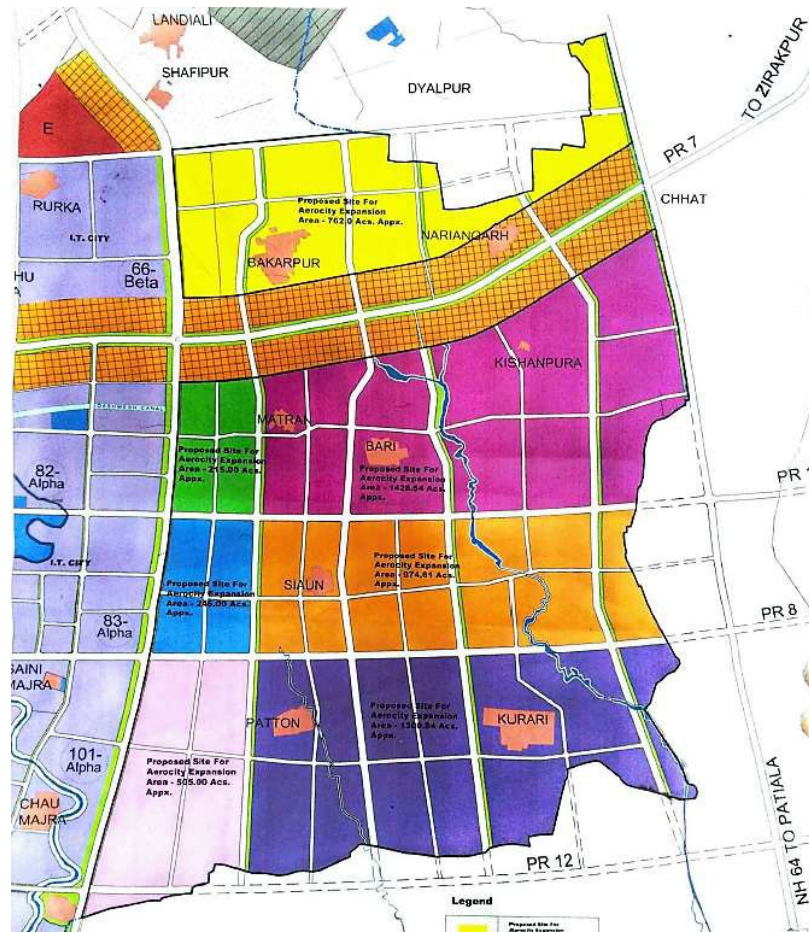 LANDIALI
SHAFIPUR
DYALPUR
TO ZIRAKPUR
PR 7
CHHAT
E
RURKA
I.T. CITY
HU
66-
Beta
Proposed Site For
Aerocity Expansion
Area - 762.0 Acs. Appx.
NARIANGARH
BAKARPUR
KISHANPURA
DASHMESH CANAL
MATRAN
BARI
Proposed Site For
Aerocity Expansion
Area - 215.00 Acs.
Appx.
Proposed Site For
Aerocity Expansion
Area - 1428.54 Acs.
Appx.
82-
Alpha
PR
I.T. CITY
SIAUN
Proposed Site For
Aerocity Expansion
Area - 874.61 Acs.
Appx.
Proposed Site For
Aerocity Expansion
Area - 246.00 Acs.
Appx.
83-
Alpha
PR 8
SAINI
MAJRA
PATTON
Proposed Site For
Aerocity Expansion
Acs.
Appx.
KURARI
101-
Alpha
Proposed Site For
Aerocity Expansion
Area - 505.00 Acs.
Appx.
CHAU
MAJRA
PR 12
NH 64 TO PATIALA
Legend
Proposed Site For
Aerocity Expansion